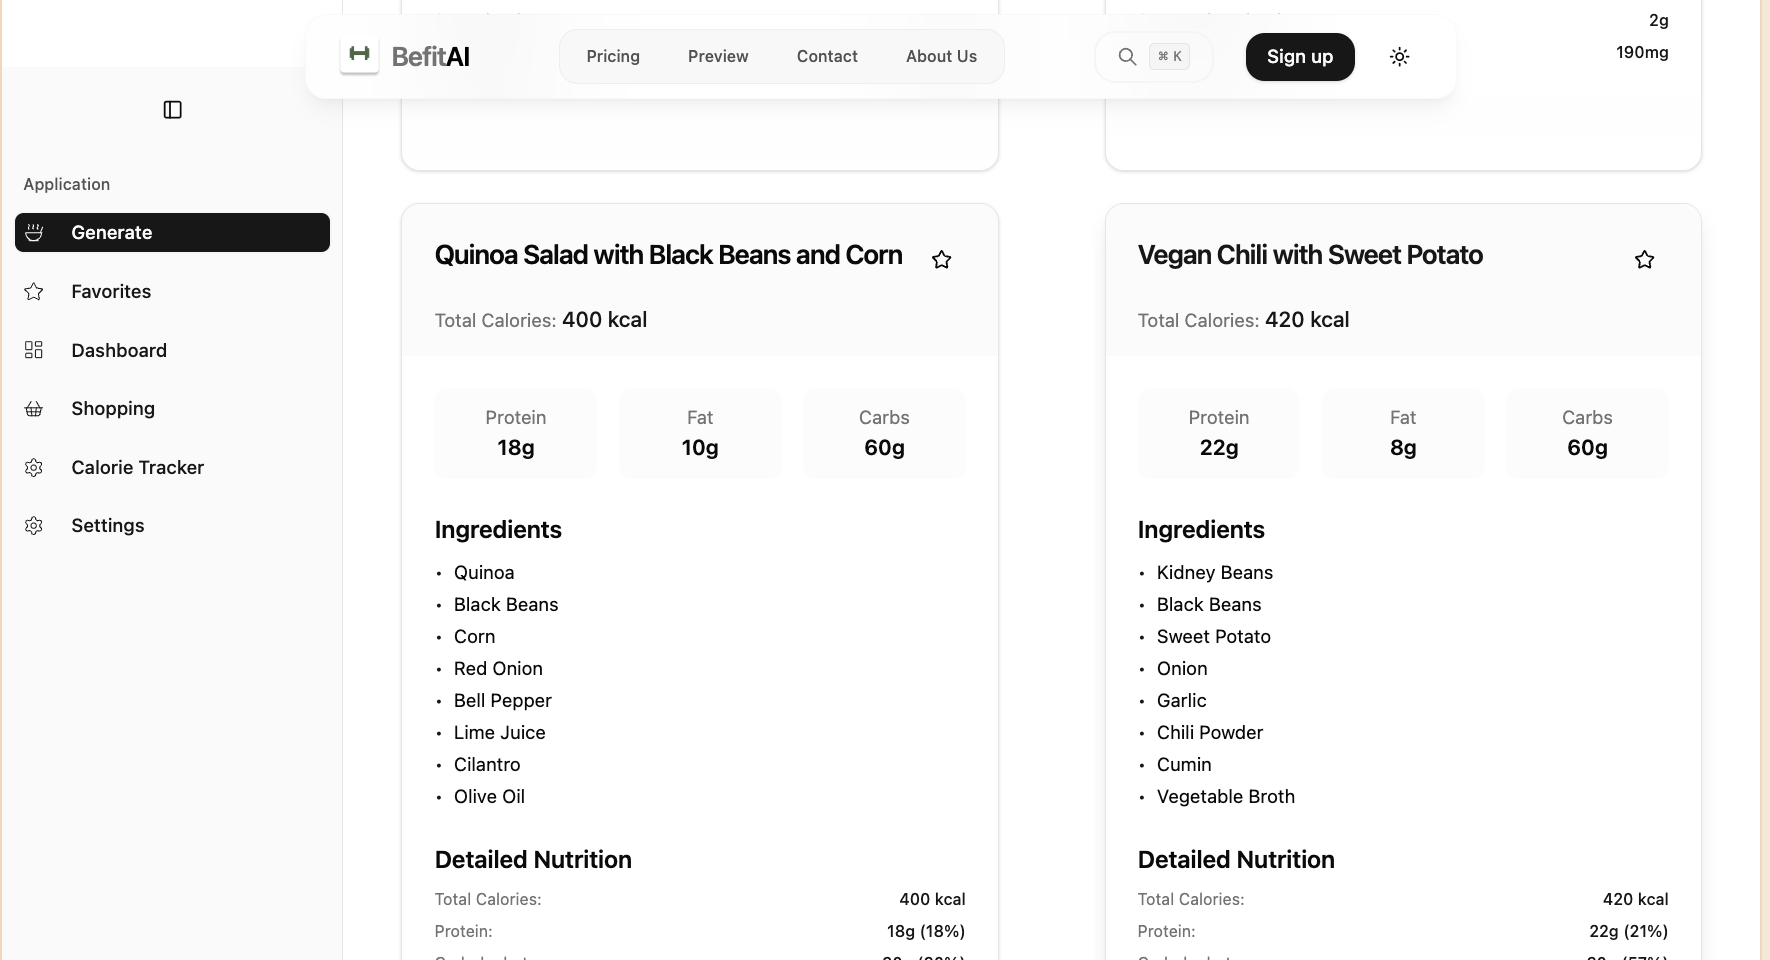 2g
190mg
BefitAI
Pricing
Preview
Contact
About Us
⌘ K
Sign up
Application
Generate
Favorites
Dashboard
Shopping
Calorie Tracker
Settings
Quinoa Salad with Black Beans and Corn
Total Calories: 400 kcal
Protein
18g
Fat
10g
Carbs
60g
Ingredients
• Quinoa
• Black Beans
• Corn
• Red Onion
• Bell Pepper
• Lime Juice
• Cilantro
• Olive Oil
Detailed Nutrition
Total Calories: 400 kcal
Protein: 18g (18%)
Vegan Chili with Sweet Potato
Total Calories: 420 kcal
Protein
22g
Fat
8g
Carbs
60g
Ingredients
• Kidney Beans
• Black Beans
• Sweet Potato
• Onion
• Garlic
• Chili Powder
• Cumin
• Vegetable Broth
Detailed Nutrition
Total Calories: 420 kcal
Protein: 22g (21%)